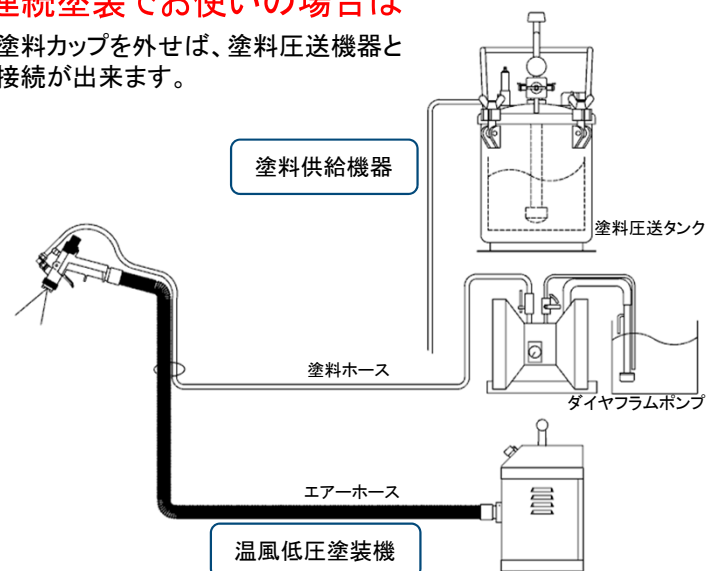 連続塗装でお使いの場合は
塗料カップを外せば、塗料圧送機器と
接続が出来ます。
塗料供給機器
塗料圧送タンク
塗料ホース
ダイヤフラムポンプ
エアーホース
温風低圧塗装機